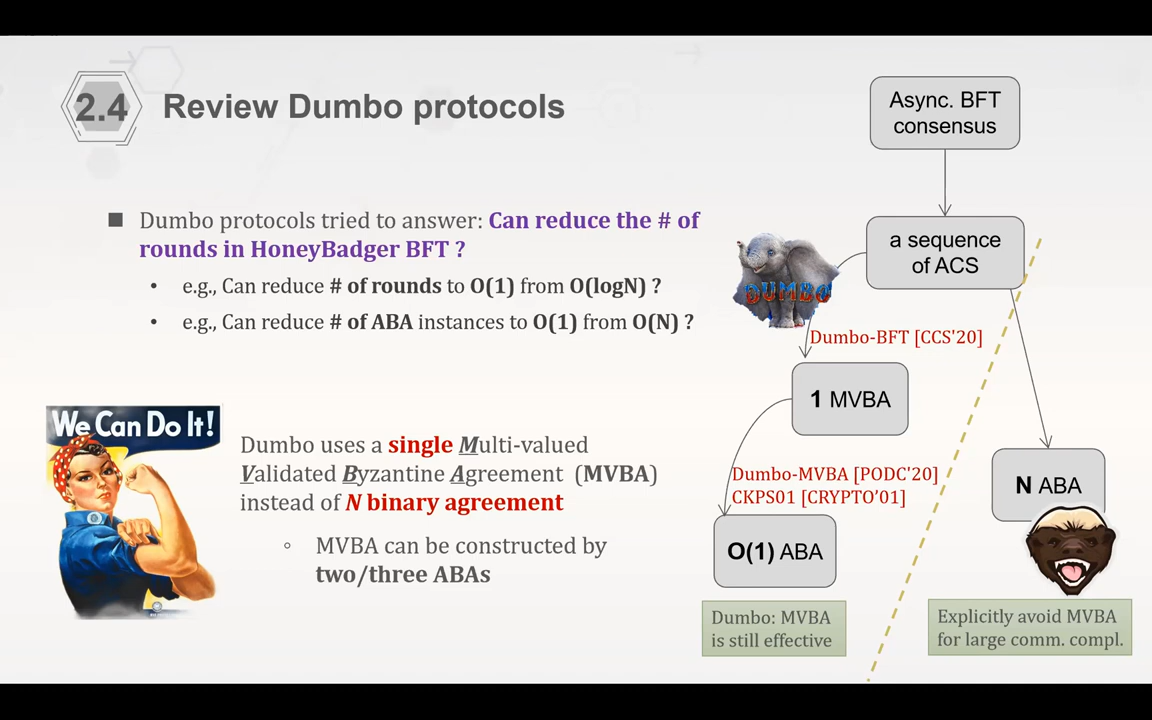 2.4
Review Dumbo protocols
Dumbo protocols tried to answer: Can reduce the # of
rounds in HoneyBadger BFT ?
e.g., Can reduce # of rounds to O(1) from O(logN) ?
e.g., Can reduce # of ABA instances to O(1) from O(N) ?
We Can Do It!
Dumbo uses a single Multi-valued
Validated Byzantine Agreement (MVBA)
instead of N binary agreement
MVBA can be constructed by
two/three ABAs
Async. BFT
consensus
a sequence
of ACS
DUMBO
Dumbo-BFT [CCS'20]
1 MVBA
Dumbo-MVBA [PODC'20]
CKPS01 [CRYPTO’01]
O(1) ABA
N ABA
Dumbo: MVBA
is still effective
Explicitly avoid MVBA
for large comm. compl.